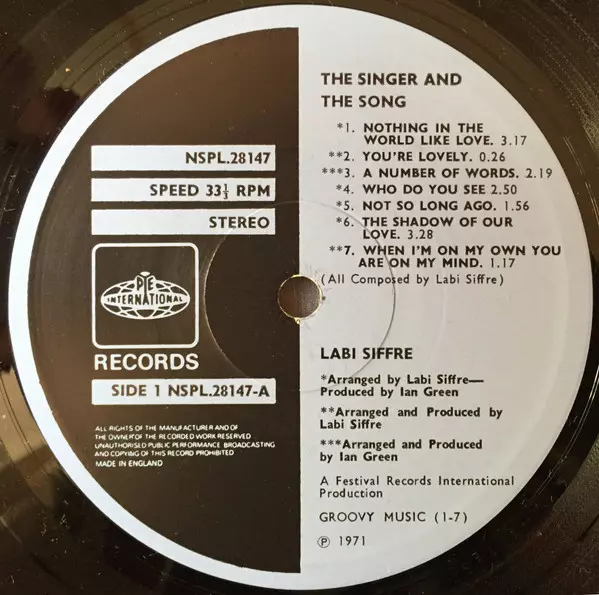 NSPL.28147
SPEED 33⅓ RPM
STEREO
PYE
INTERNATIONAL
RECORDS
SIDE 1 NSPL.28147-A
ALL RIGHTS OF THE MANUFACTURER AND OF
THE OWNER OF THE RECORDED WORK RESERVED
UNAUTHORISED PUBLIC PERFORMANCE BROADCASTING
AND COPYING OF THIS RECORD PROHIBITED
MADE IN ENGLAND
THE SINGER AND
THE SONG
*1. NOTHING IN THE
WORLD LIKE LOVE. 3.17
**2. YOU'RE LOVELY. 0.26
***3. A NUMBER OF WORDS. 2.19
*4. WHO DO YOU SEE 2.50
*5. NOT SO LONG AGO. 1.56
*6. THE SHADOW OF OUR
LOVE. 3.28
**7. WHEN I'M ON MY OWN YOU
ARE ON MY MIND. 1.17
(All Composed by Labi Siffre)
LABI SIFFRE
*Arranged by Labi Siffre—
Produced by Ian Green
**Arranged and Produced by
Labi Siffre
***Arranged and Produced
by Ian Green
A Festival Records International
Production
GROOVY MUSIC (1-7)
℗ 1971